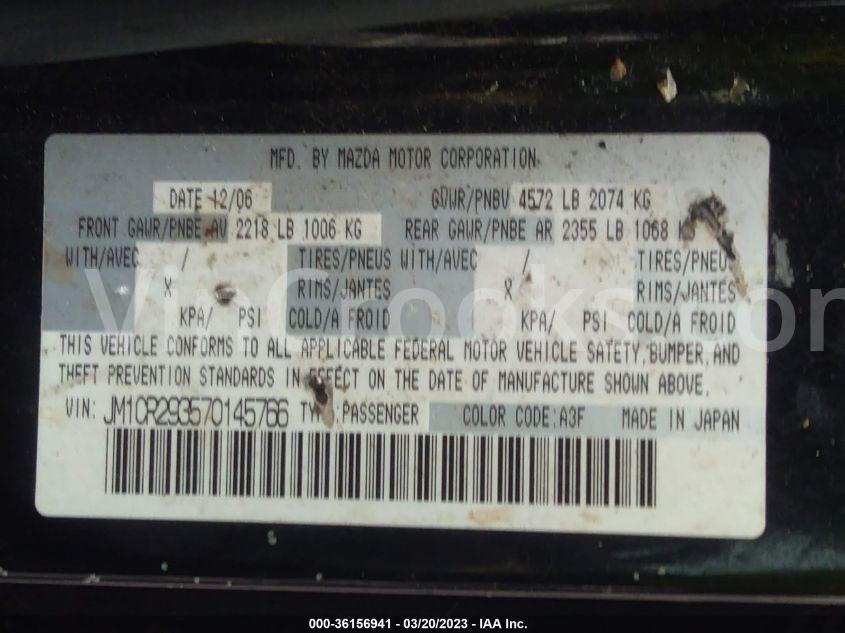 MFD. BY MAZDA MOTOR CORPORATION
DATE 12/06 GVWR/PNBV 4572 LB 2074 KG
FRONT GAWR/PNBE AV 2218 LB 1006 KG REAR GAWR/PNBE AR 2355 LB 1068
WITH/AVEC / TIRES/PNEUS WITH/AVEC / TIRES/PNEU
X RIMS/JANTES X RIMS/JANTES
KPA/ PSI COLD/A FROID KPA/ PSI COLD/A FROID
VinCrooks.com
THIS VEHICLE CONFORMS TO ALL APPLICABLE FEDERAL MOTOR VEHICLE SAFETY, BUMPER, AND
THEFT PREVENTION STANDARDS IN EFFECT ON THE DATE OF MANUFACTURE SHOWN ABOVE.
VIN: JM1CR293570145766 TYPE: PASSENGER COLOR CODE: A3F MADE IN JAPAN
000-36156941 - 03/20/2023 - IAA Inc.